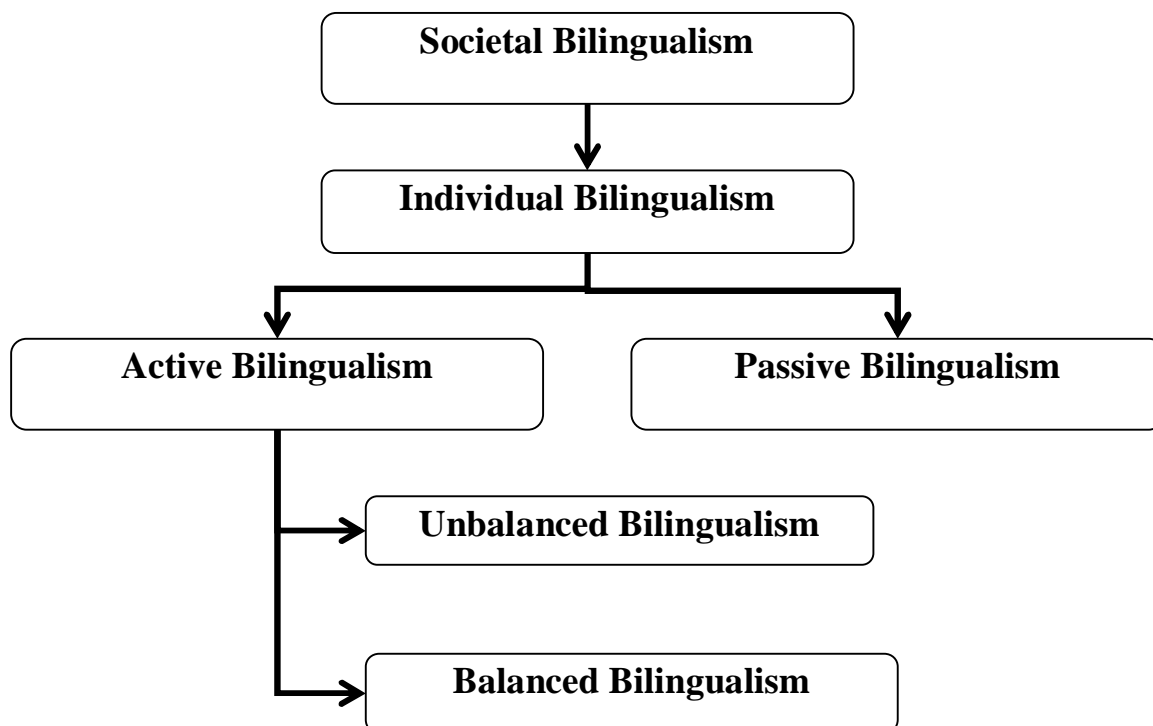 Societal Bilingualism
Individual Bilingualism
Active Bilingualism
Passive Bilingualism
Unbalanced Bilingualism
Balanced Bilingualism